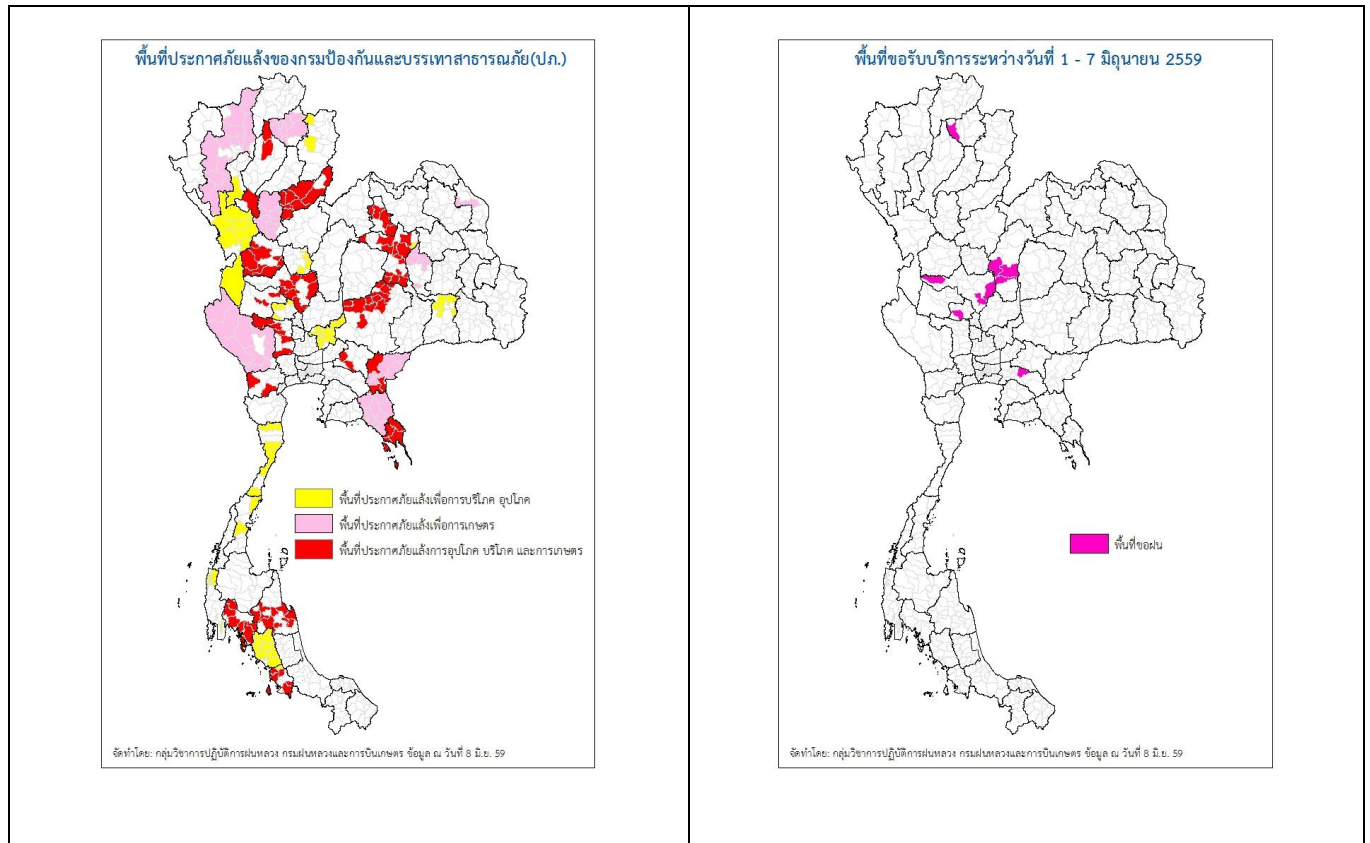 พื้นที่ประกาศภัยแล้งของกรมป้องกันและบรรเทาสาธารณภัย(ปภ.)
พื้นที่ประกาศภัยแล้งเพื่อการบริโภค อุปโภค
พื้นที่ประกาศภัยแล้งเพื่อการเกษตร
พื้นที่ประกาศภัยแล้งการอุปโภค บริโภค และการเกษตร
จัดทำโดย: กลุ่มวิชาการปฏิบัติการฝนหลวง กรมฝนหลวงและการบินเกษตร ข้อมูล ณ วันที่ 8 มิ.ย. 59
พื้นที่ขอรับบริการระหว่างวันที่ 1 - 7 มิถุนายน 2559
พื้นที่ขอฝน
จัดทำโดย: กลุ่มวิชาการปฏิบัติการฝนหลวง กรมฝนหลวงและการบินเกษตร ข้อมูล ณ วันที่ 8 มิ.ย. 59